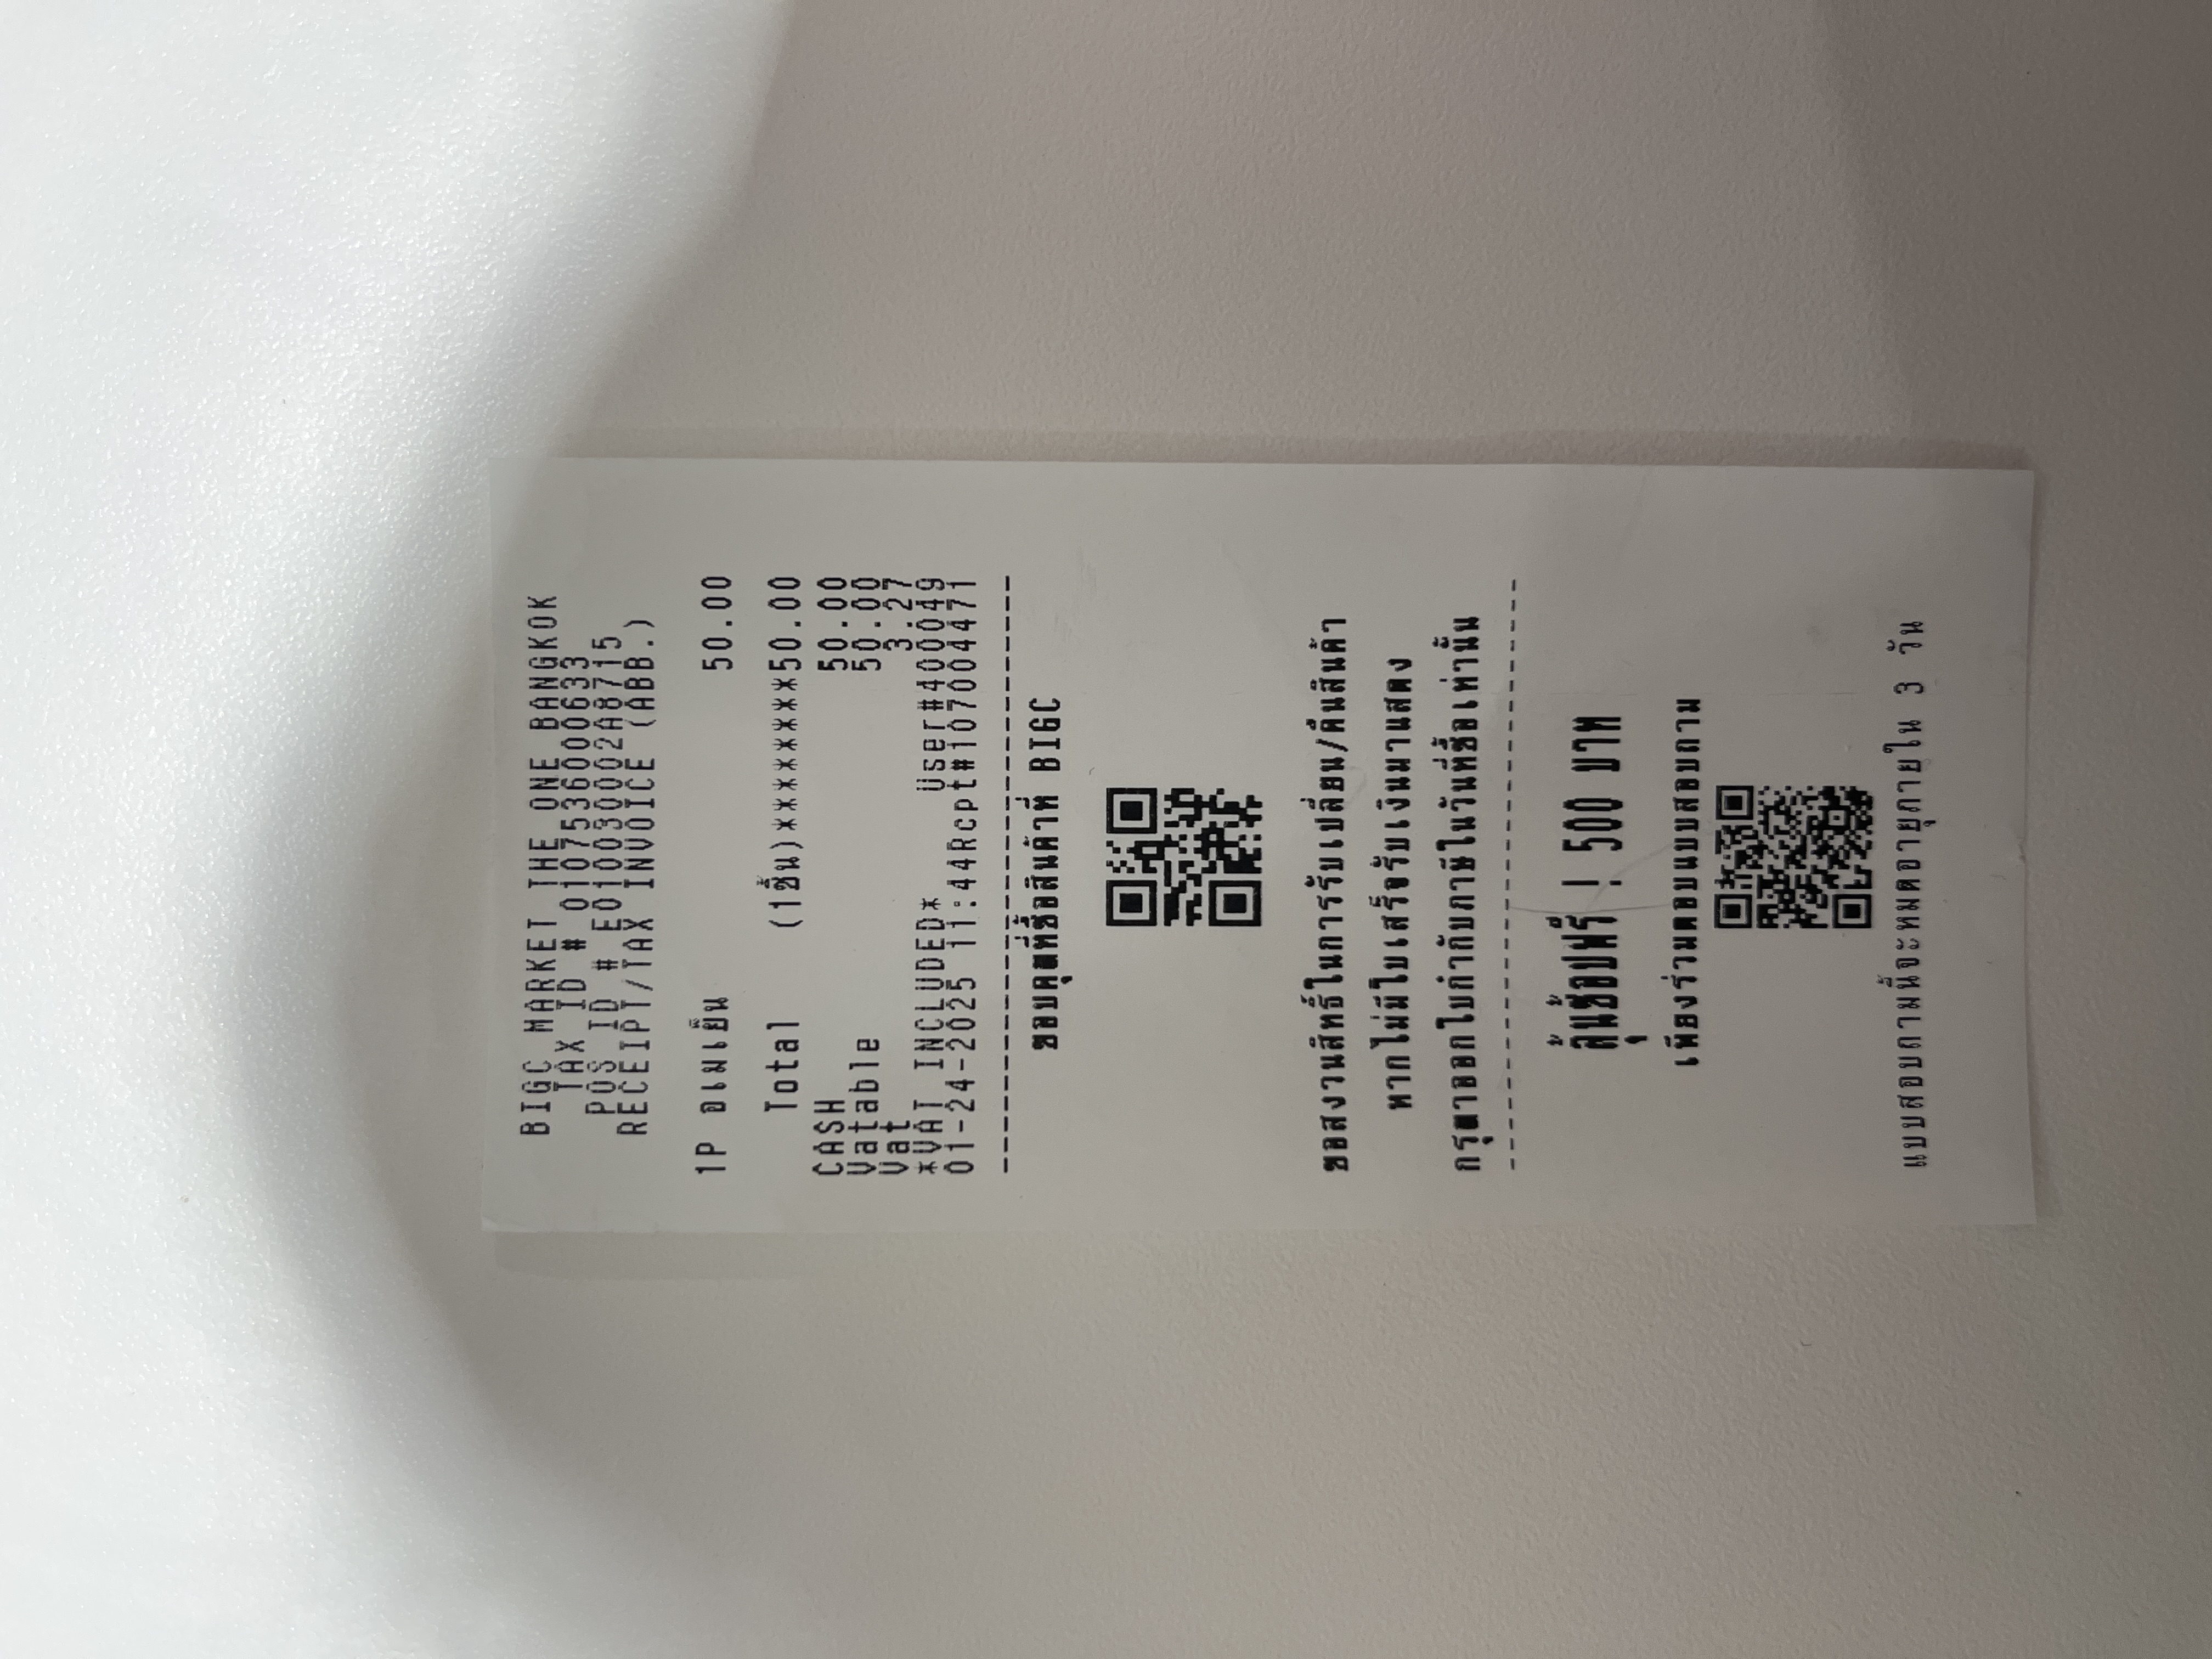 BIGC MARKET THE ONE BANGKOK
TAX ID # 0107536000633
POS ID # E010030002A8715
RECEIPT/TAX INVOICE (ABB.)
1P อเมเย็น 50.00
Total (1ชิ้น)********50.00
CASH 50.00
Vatable 50.00
Vat 3.27
*VAT INCLUDED* User#400049
01-24-2025 11:44Rcpt#107004471
------------------------------
ขอบคุณที่ซื้อสินค้าที่ BIGC
ขอสงวนสิทธิ์ในการรับเปลี่ยน/คืนสินค้า
หากไม่มีใบเสร็จรับเงินมาแสดง
กรุณาออกใบกำกับภาษีในวันที่ซื้อเท่านั้น
------------------------------
ลุ้นช้อปฟรี ! 500 บาท
เพียงร่วมตอบแบบสอบถาม
แบบสอบถามนี้จะหมดอายุภายใน 3 วัน